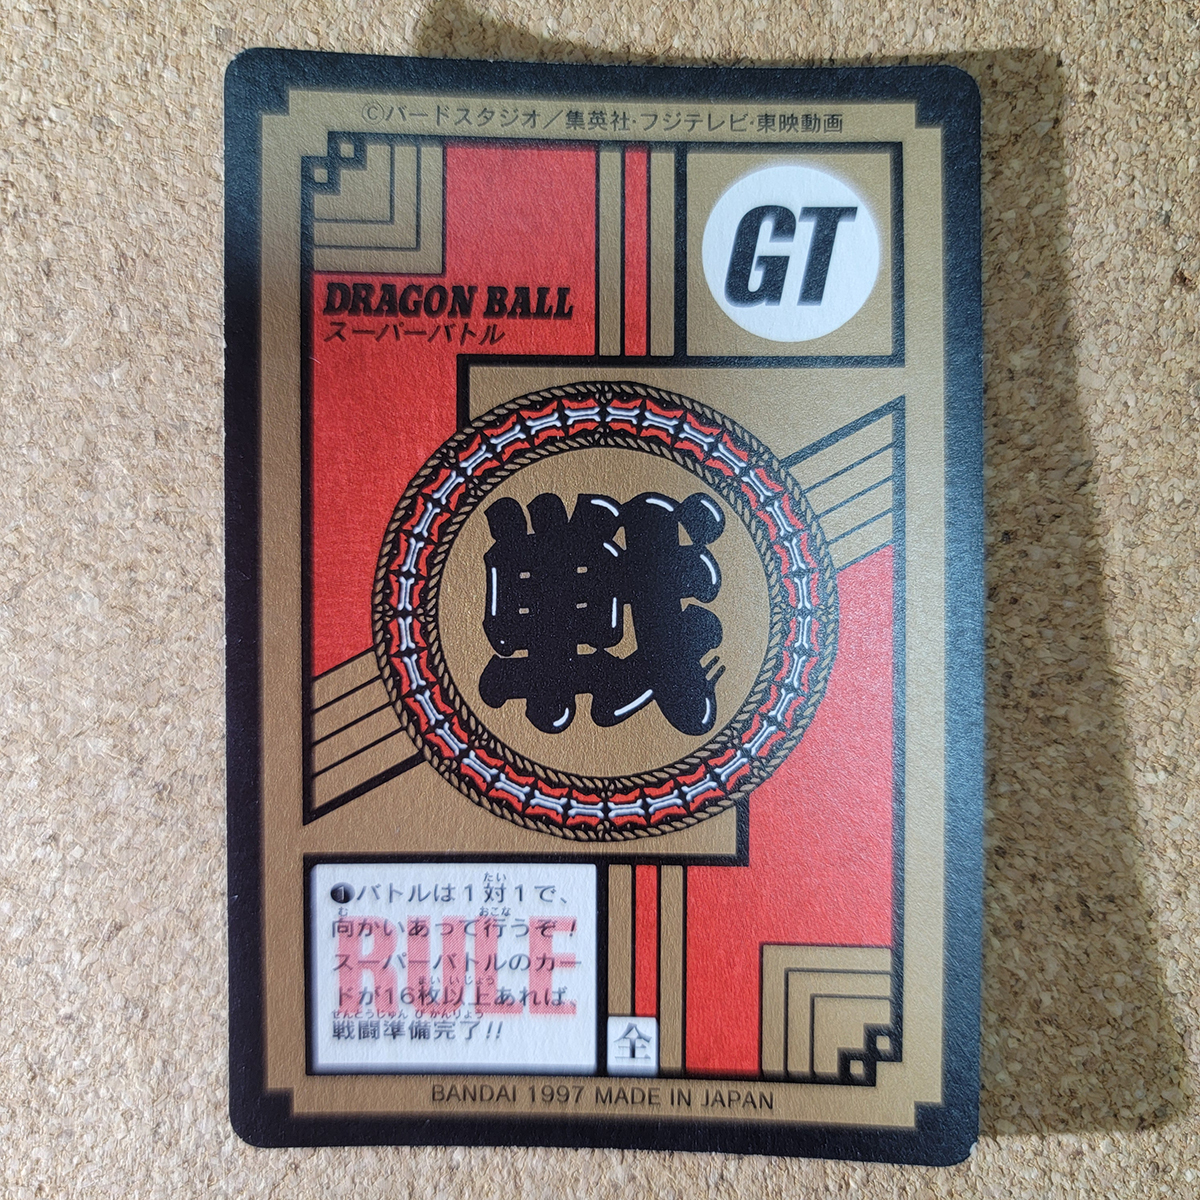 ©バードスタジオ／集英社・フジテレビ・東映動画
GT
DRAGON BALL
スーパーバトル
戦
RULE
❶バトルは1対1で、
向かいあって行うぞ!
スーパーバトルのカー
ドが16枚以上あれば、
戦闘準備完了!!
全
BANDAI 1997 MADE IN JAPAN